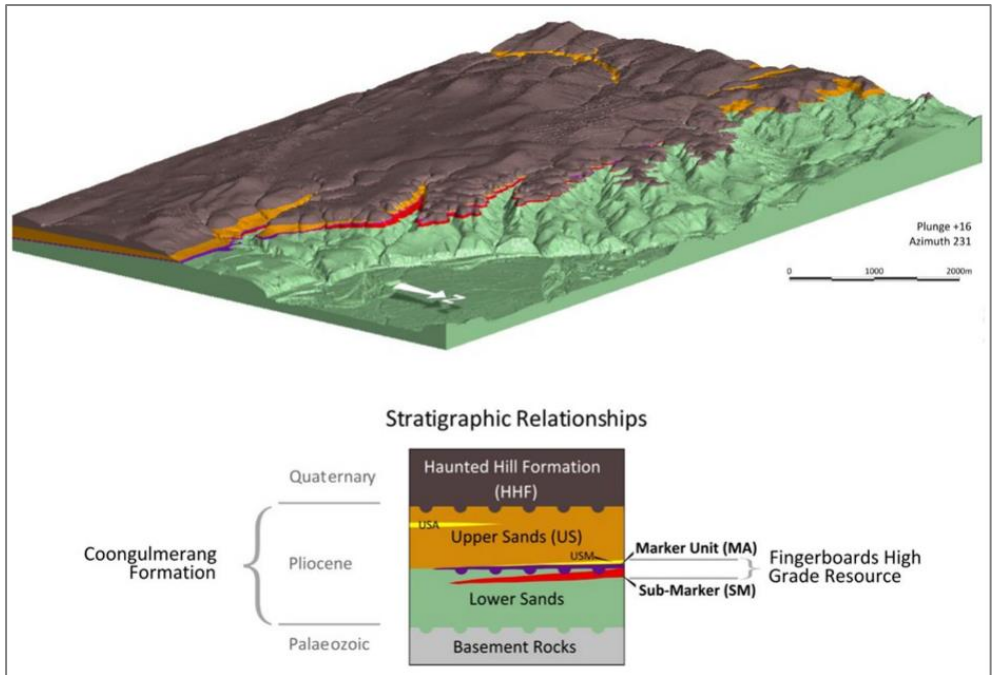 Plunge +16
Azimuth 231
0 1000 2000m
Z
Stratigraphic Relationships
Haunted Hill Formation
(HHF)
Quaternary
USA
Upper Sands (US)
USM
Marker Unit (MA)
Coongulmerang
Formation
Pliocene
Fingerboards High
Grade Resource
Sub-Marker (SM)
Lower Sands
Palaeozoic
Basement Rocks